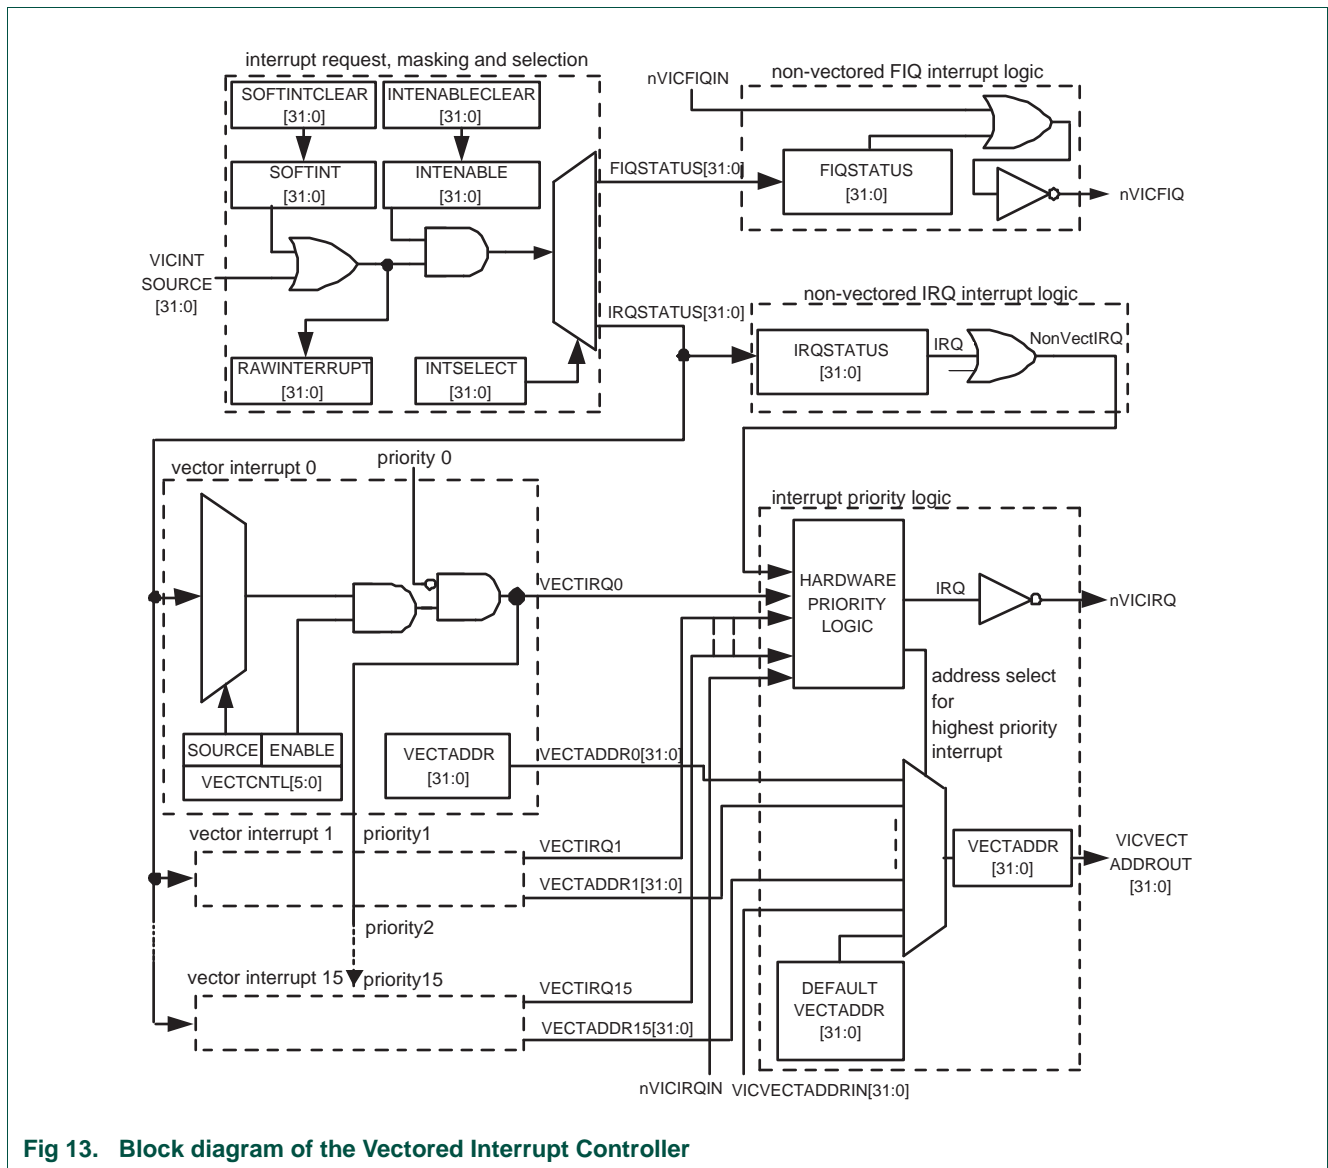 interrupt request, masking and selection
SOFTINTCLEAR
[31:0]
INTENABLECLEAR
[31:0]
SOFTINT
[31:0]
INTENABLE
[31:0]
VICINT
SOURCE
[31:0]
RAWINTERRUPT
[31:0]
INTSELECT
[31:0]
nVICFIQIN
non-vectored FIQ interrupt logic
FIQSTATUS[31:0]
FIQSTATUS
[31:0]
nVICFIQ
non-vectored IRQ interrupt logic
IRQSTATUS[31:0]
IRQSTATUS
[31:0]
IRQ
NonVectIRQ
vector interrupt 0
priority 0
VECTIRQ0
SOURCE
ENABLE
VECTCNTL[5:0]
VECTADDR
[31:0]
VECTADDR0[31:0]
interrupt priority logic
HARDWARE
PRIORITY
LOGIC
IRQ
nVICIRQ
address select
for
highest priority
interrupt
vector interrupt 1
priority1
VECTIRQ1
VECTADDR1[31:0]
VECTADDR
[31:0]
VICVECT
ADDROUT
[31:0]
priority2
vector interrupt 15
priority15
VECTIRQ15
VECTADDR15[31:0]
DEFAULT
VECTADDR
[31:0]
nVICIRQIN
VICVECTADDRIN[31:0]
Fig 13. Block diagram of the Vectored Interrupt Controller